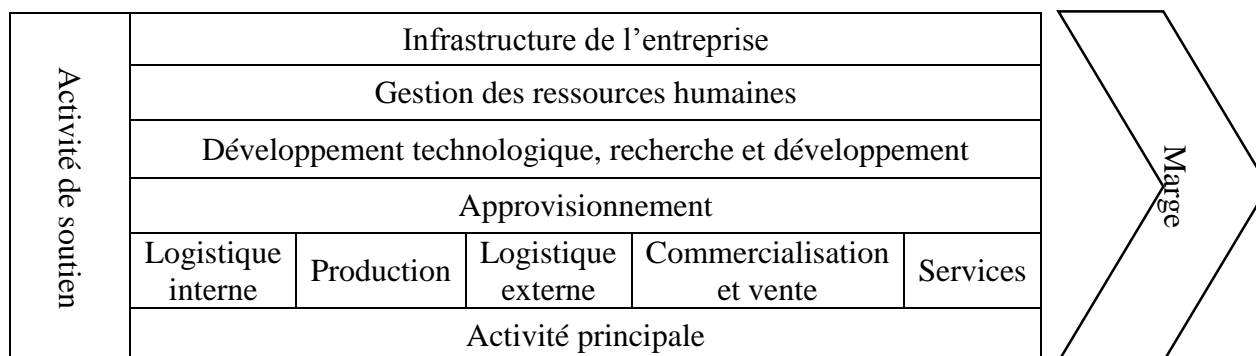 Activité de soutien
Infrastructure de l’entreprise
Gestion des ressources humaines
Développement technologique, recherche et développement
Approvisionnement
Logistique
interne
Production
Logistique
externe
Commercialisation
et vente
Services
Activité principale
Marge